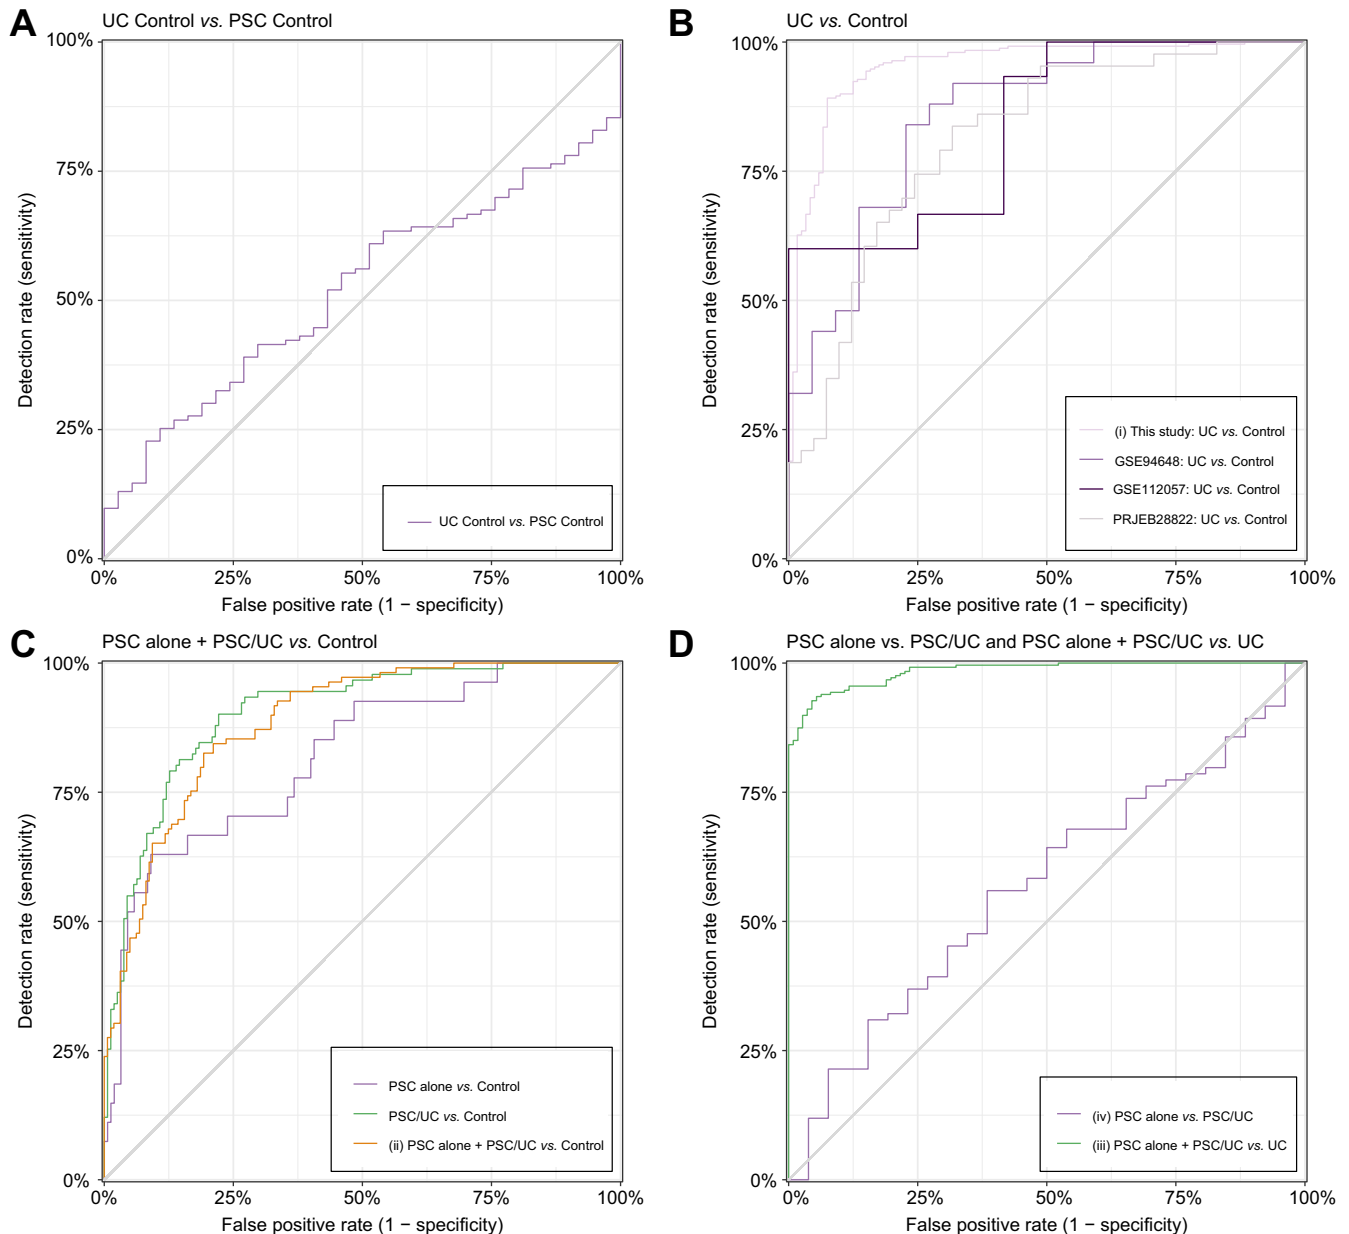 A
UC Control vs. PSC Control
100%
75%
50%
25%
0%
Detection rate (sensitivity)
UC Control vs. PSC Control
0%
25%
50%
75%
100%
False positive rate (1 − specificity)
B
UC vs. Control
100%
75%
50%
25%
0%
Detection rate (sensitivity)
(i) This study: UC vs. Control
GSE94648: UC vs. Control
GSE112057: UC vs. Control
PRJEB28822: UC vs. Control
0%
25%
50%
75%
100%
False positive rate (1 − specificity)
C
PSC alone + PSC/UC vs. Control
100%
75%
50%
25%
0%
Detection rate (sensitivity)
PSC alone vs. Control
PSC/UC vs. Control
(ii) PSC alone + PSC/UC vs. Control
0%
25%
50%
75%
100%
False positive rate (1 − specificity)
D
PSC alone vs. PSC/UC and PSC alone + PSC/UC vs. UC
100%
75%
50%
25%
0%
Detection rate (sensitivity)
(iv) PSC alone vs. PSC/UC
(iii) PSC alone + PSC/UC vs. UC
0%
25%
50%
75%
100%
False positive rate (1 − specificity)